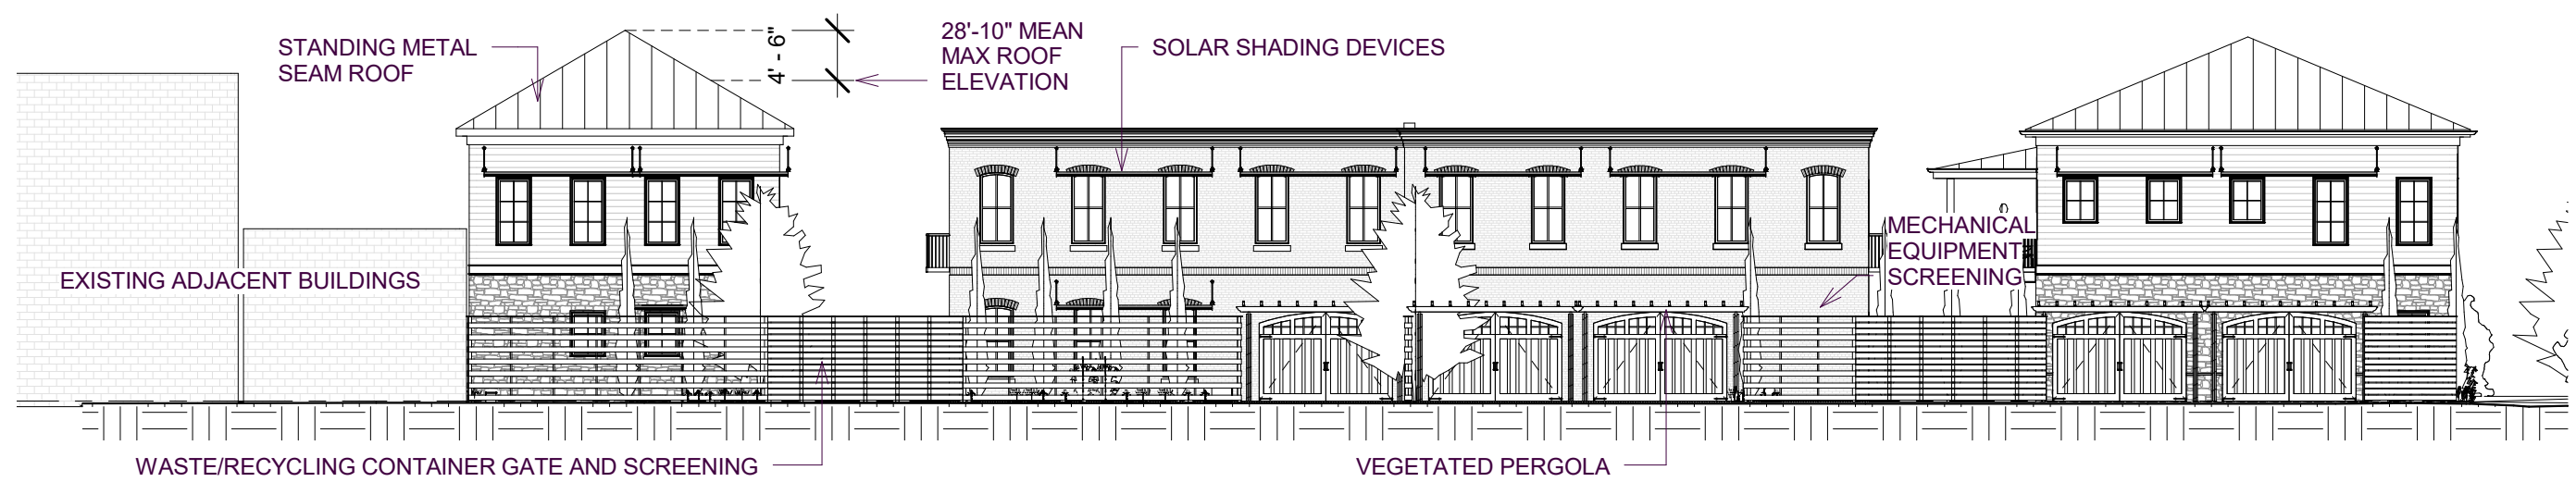 STANDING METAL
SEAM ROOF
4' - 6"
28'-10" MEAN
MAX ROOF
ELEVATION
SOLAR SHADING DEVICES
EXISTING ADJACENT BUILDINGS
MECHANICAL
EQUIPMENT
SCREENING
WASTE/RECYCLING CONTAINER GATE AND SCREENING
VEGETATED PERGOLA